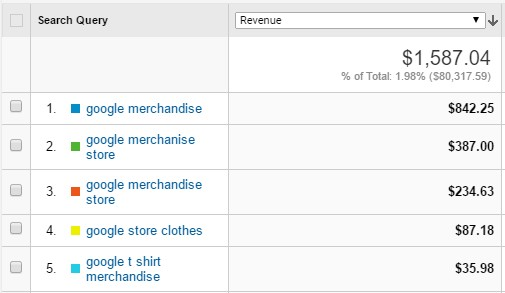 Search Query
Revenue
$1,587.04
% of Total: 1.98% ($80,317.59)
1. google merchandise $842.25
2. google merchanise
store $387.00
3. google merchandise
store $234.63
4. google store clothes $87.18
5. google t shirt
merchandise $35.98